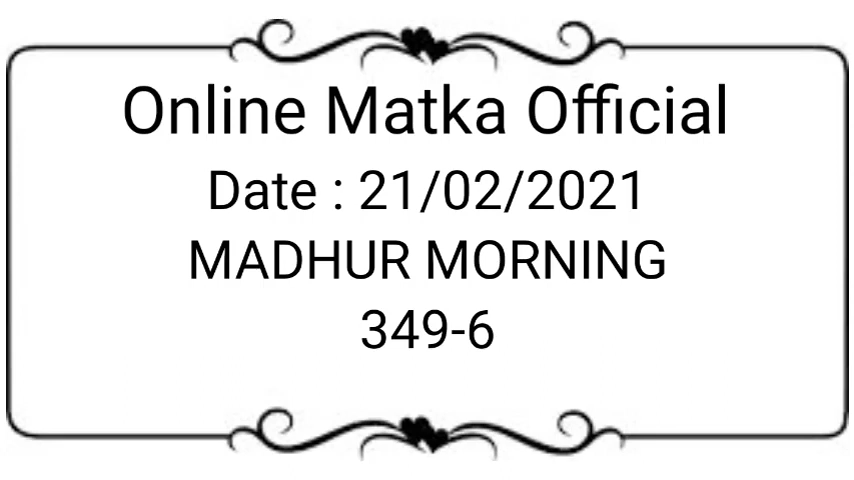 Online Matka Official
Date : 21/02/2021
MADHUR MORNING
349-6